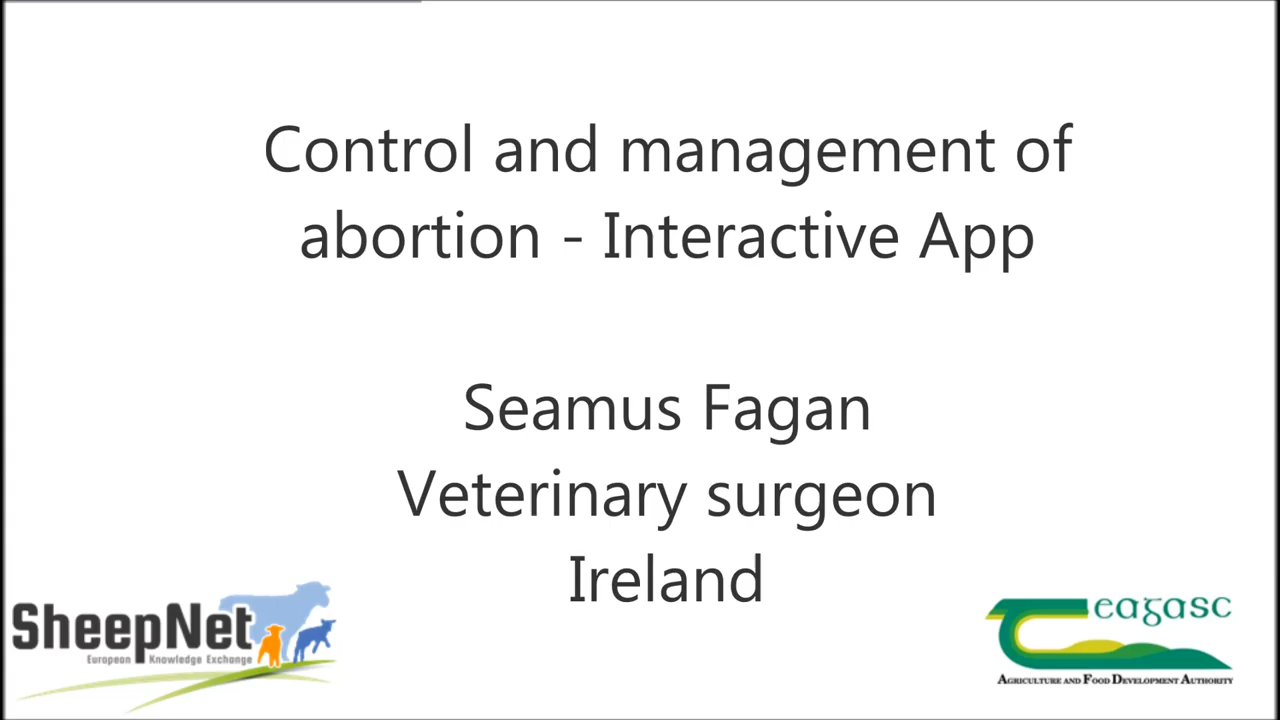 Control and management of
abortion - Interactive App
Seamus Fagan
Veterinary surgeon
Ireland
SheepNet
European Knowledge Exchange
Teagasc
AGRICULTURE AND FOOD DEVELOPMENT AUTHORITY